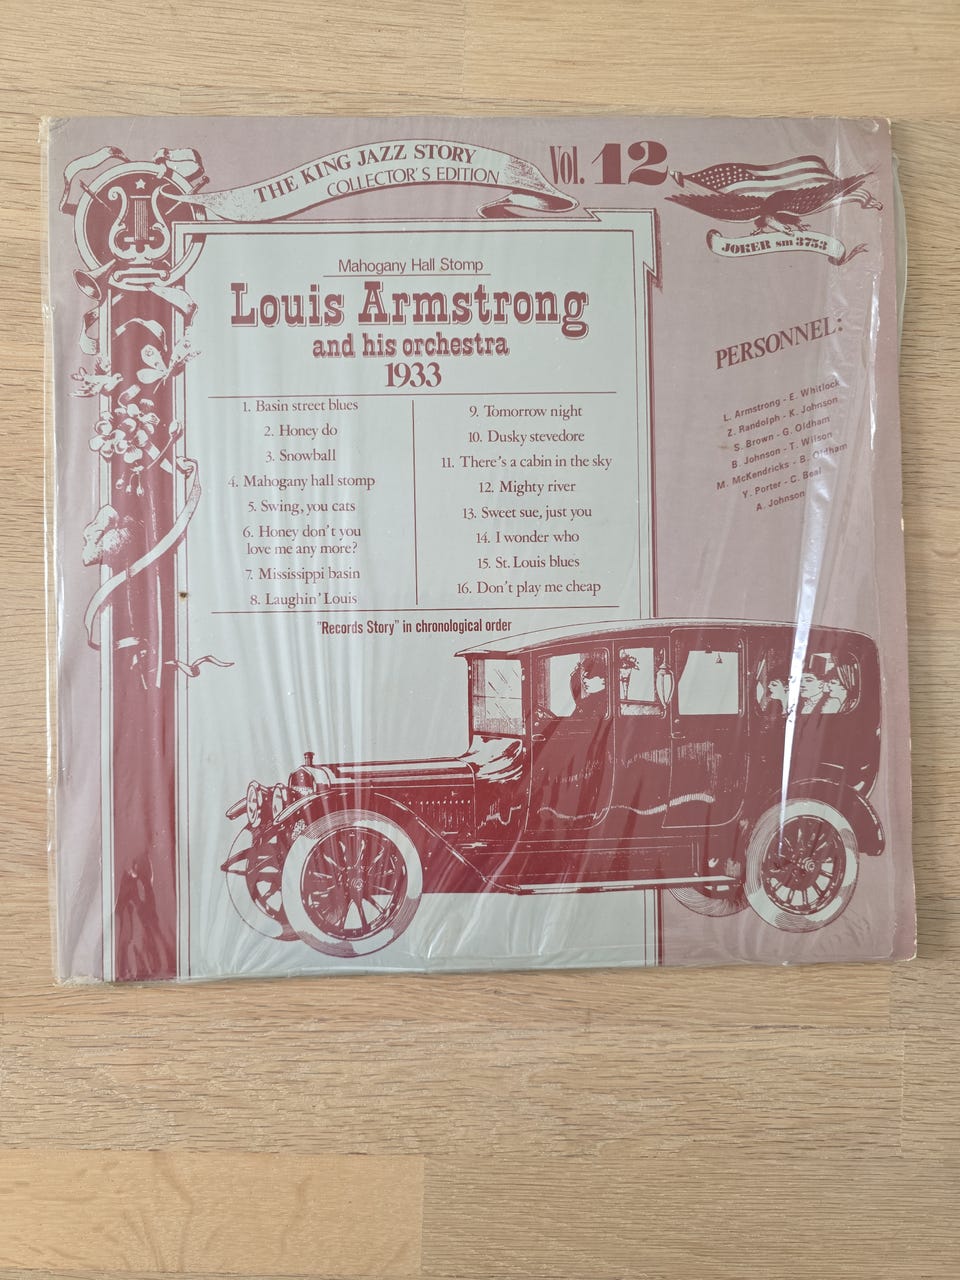 THE KING JAZZ STORY
COLLECTOR'S EDITION
Vol. 12
JOKER sm 3753
Mahogany Hall Stomp
Louis Armstrong
and his orchestra
1933
1. Basin street blues
2. Honey do
3. Snowball
4. Mahogany hall stomp
5. Swing, you cats
6. Honey don't you
love me any more?
7. Mississippi basin
8. Laughin' Louis
9. Tomorrow night
10. Dusky stevedore
11. There's a cabin in the sky
12. Mighty river
13. Sweet sue, just you
14. I wonder who
15. St. Louis blues
16. Don't play me cheap
"Records Story" in chronological order
PERSONNEL:
L. Armstrong - E. Whitlock
Z. Randolph - K. Johnson
S. Brown - G. Oldham
B. Johnson - T. Wilson
M. McKendricks - B. Oldham
Y. Porter - C. Beal
A. Johnson